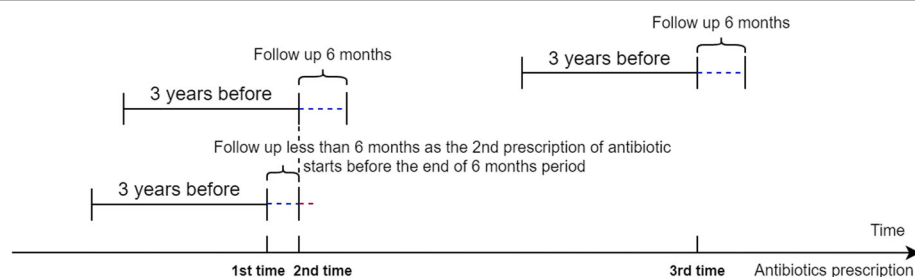 Follow up 6 months
3 years before
Follow up 6 months
3 years before
Follow up less than 6 months as the 2nd prescription of antibiotic
starts before the end of 6 months period
3 years before
Time
1st time 2nd time 3rd time Antibiotics prescription